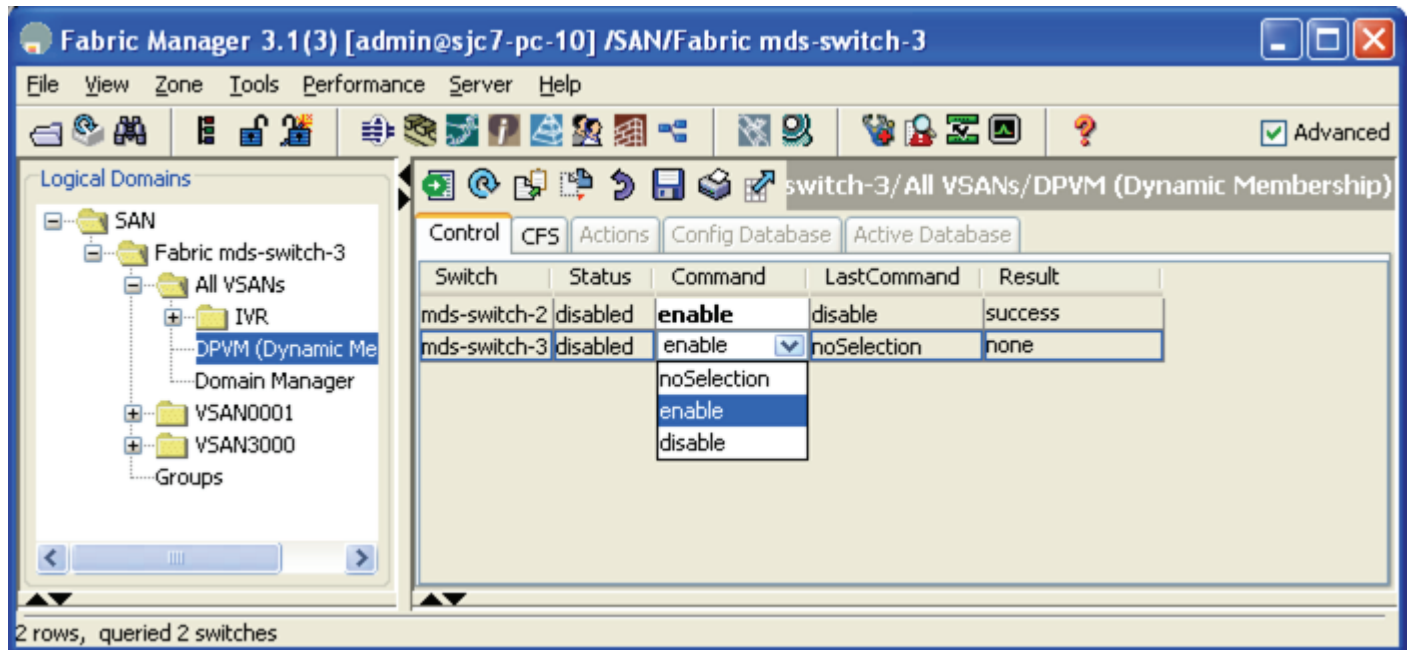 Fabric Manager 3.1(3) [admin@sjc7-pc-10] /SAN/Fabric mds-switch-3
File View Zone Tools Performance Server Help
Advanced
Logical Domains
SAN
Fabric mds-switch-3
All VSANs
IVR
DPVM (Dynamic Me
Domain Manager
VSAN0001
VSAN3000
Groups
switch-3/All VSANs/DPVM (Dynamic Membership)
Control CFS Actions Config Database Active Database
Switch Status Command LastCommand Result
mds-switch-2 disabled enable disable success
mds-switch-3 disabled enable noSelection none
noSelection
enable
disable
2 rows, queried 2 switches